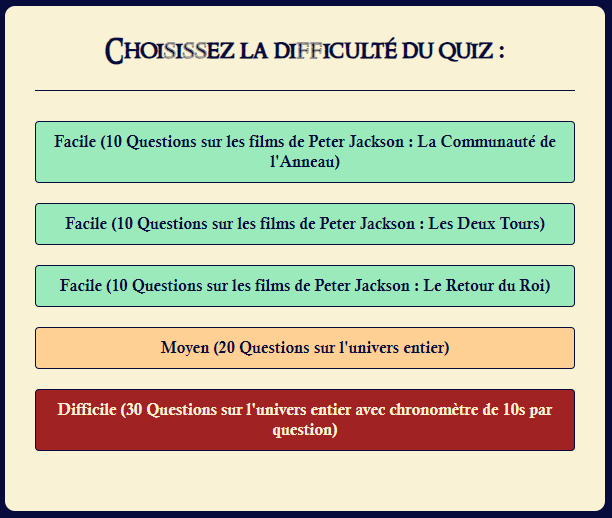 Choisissez la difficulté du quiz :
Facile (10 Questions sur les films de Peter Jackson : La Communauté de
l'Anneau)
Facile (10 Questions sur les films de Peter Jackson : Les Deux Tours)
Facile (10 Questions sur les films de Peter Jackson : Le Retour du Roi)
Moyen (20 Questions sur l'univers entier)
Difficile (30 Questions sur l'univers entier avec chronomètre de 10s par
question)